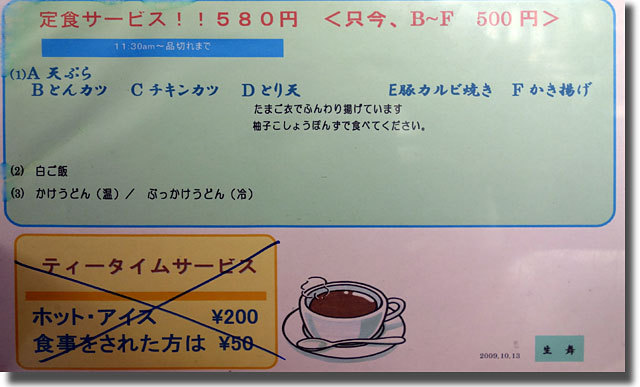 定食サービス！！５８０円　＜只今、B~F　500円＞
11:30am～品切れまで
(1)A 天ぷら
Bとんカツ　C チキンカツ　D とり天　E豚カルビ焼き　F かき揚げ
たまご衣でふんわり揚げています
柚子こしょうぽんずで食べてください。
(2)　白ご飯
(3)　かけうどん（温）／　ぶっかけうどん（冷）
ティータイムサービス
ホット・アイス　¥200
食事をされた方は　¥50
2009.10.13
生　舞